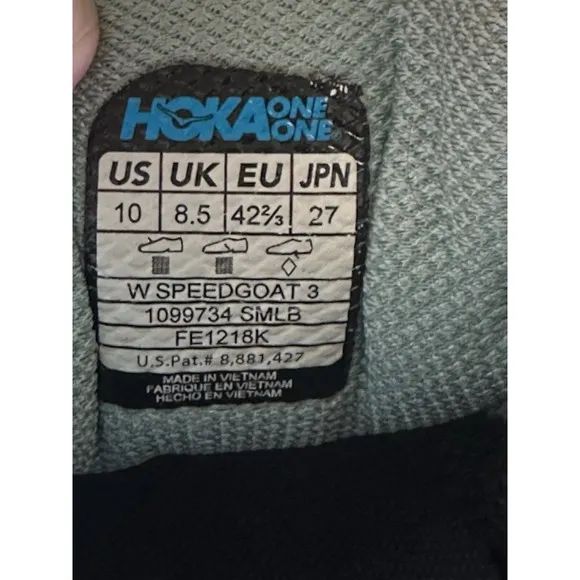 HOKA ONE ONE
US UK EU JPN
10 8.5 42⅔ 27
W SPEEDGOAT 3
1099734 SMLB
FE1218K
U.S.Pat.# 8,881,427
MADE IN VIETNAM
FABRIQUE EN VIETNAM
HECHO EN VIETNAM